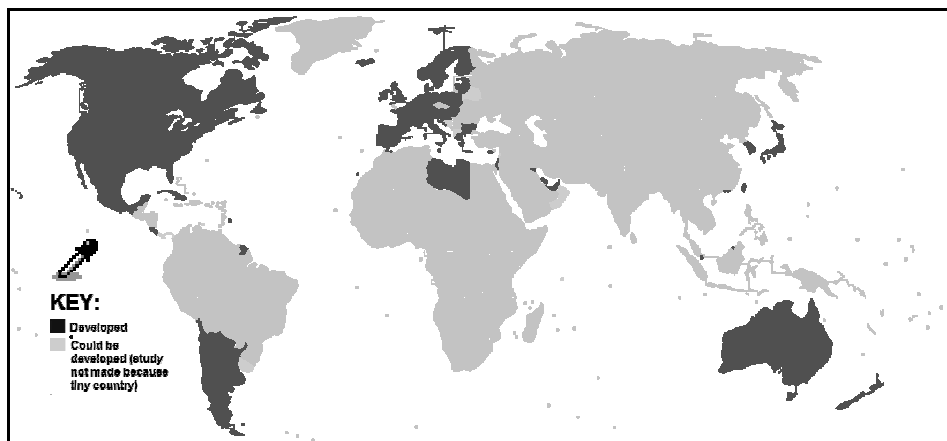 KEY:
Developed
Could be
developed (study
not made because
tiny country)